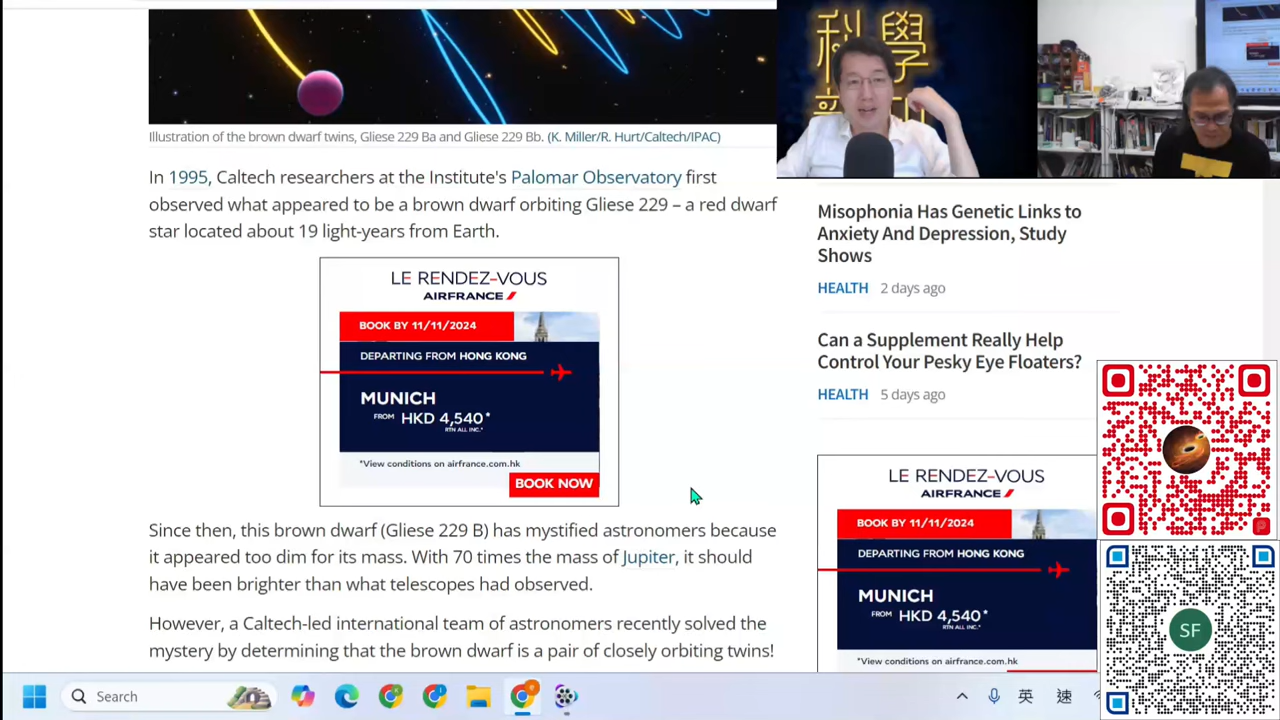 科學
Illustration of the brown dwarf twins, Gliese 229 Ba and Gliese 229 Bb. (K. Miller/R. Hurt/Caltech/IPAC)
In 1995, Caltech researchers at the Institute's Palomar Observatory first
observed what appeared to be a brown dwarf orbiting Gliese 229 – a red dwarf
star located about 19 light-years from Earth.
LE RENDEZ-VOUS
AIRFRANCE
BOOK BY 11/11/2024
DEPARTING FROM HONG KONG
MUNICH
FROM HKD 4,540*
RTN ALL INC.*
*View conditions on airfrance.com.hk
BOOK NOW
Since then, this brown dwarf (Gliese 229 B) has mystified astronomers because
it appeared too dim for its mass. With 70 times the mass of Jupiter, it should
have been brighter than what telescopes had observed.
However, a Caltech-led international team of astronomers recently solved the
mystery by determining that the brown dwarf is a pair of closely orbiting twins!
Misophonia Has Genetic Links to
Anxiety And Depression, Study
Shows
HEALTH 2 days ago
Can a Supplement Really Help
Control Your Pesky Eye Floaters?
HEALTH 5 days ago
LE RENDEZ-VOUS
AIRFRANCE
BOOK BY 11/11/2024
DEPARTING FROM HONG KONG
MUNICH
FROM HKD 4,540*
RTN ALL INC.*
*View conditions on airfrance.com.hk
SF
Search
英
速